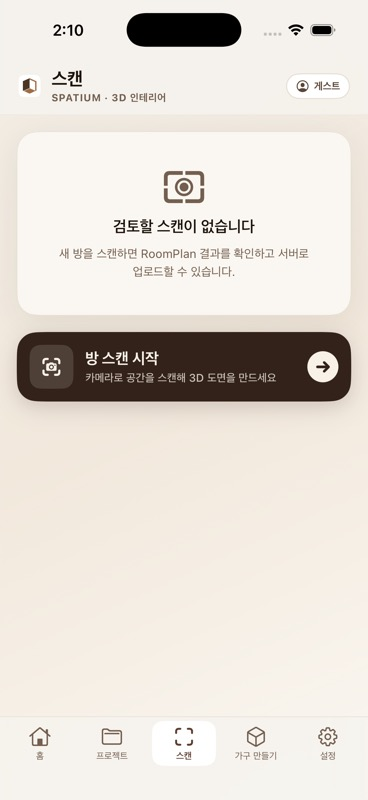 2:10
스캔
SPATIUM · 3D 인테리어
게스트
검토할 스캔이 없습니다
새 방을 스캔하면 RoomPlan 결과를 확인하고 서버로
업로드할 수 있습니다.
방 스캔 시작
카메라로 공간을 스캔해 3D 도면을 만드세요
홈
프로젝트
스캔
가구 만들기
설정